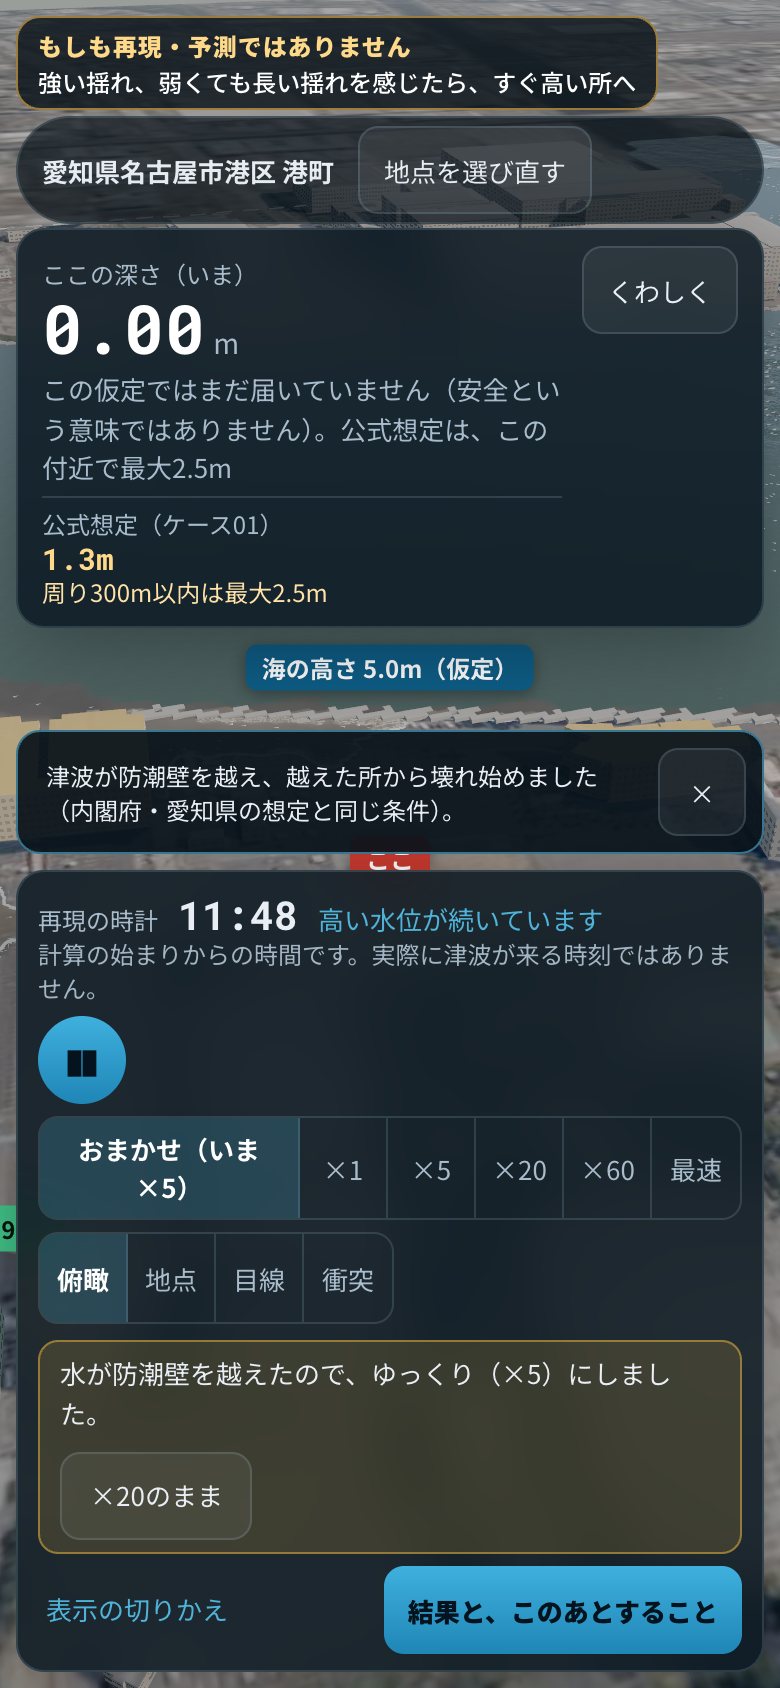 もしも再現・予測ではありません
強い揺れ、弱くても長い揺れを感じたら、すぐ高い所へ
愛知県名古屋市港区 港町
地点を選び直す
ここの深さ（いま）
くわしく
0.00 m
この仮定ではまだ届いていません（安全とい
う意味ではありません）。公式想定は、この
付近で最大2.5m
公式想定（ケース01）
1.3m
周り300m以内は最大2.5m
海の高さ 5.0m（仮定）
津波が防潮壁を越え、越えた所から壊れ始めました
（内閣府・愛知県の想定と同じ条件）。
×
ここ
再現の時計 11:48 高い水位が続いています
計算の始まりからの時間です。実際に津波が来る時刻ではありま
せん。
おまかせ（いま
×5）
×1
×5
×20
×60
最速
9
俯瞰
地点
目線
衝突
水が防潮壁を越えたので、ゆっくり（×5）にしまし
た。
×20のまま
表示の切りかえ
結果と、このあとすること